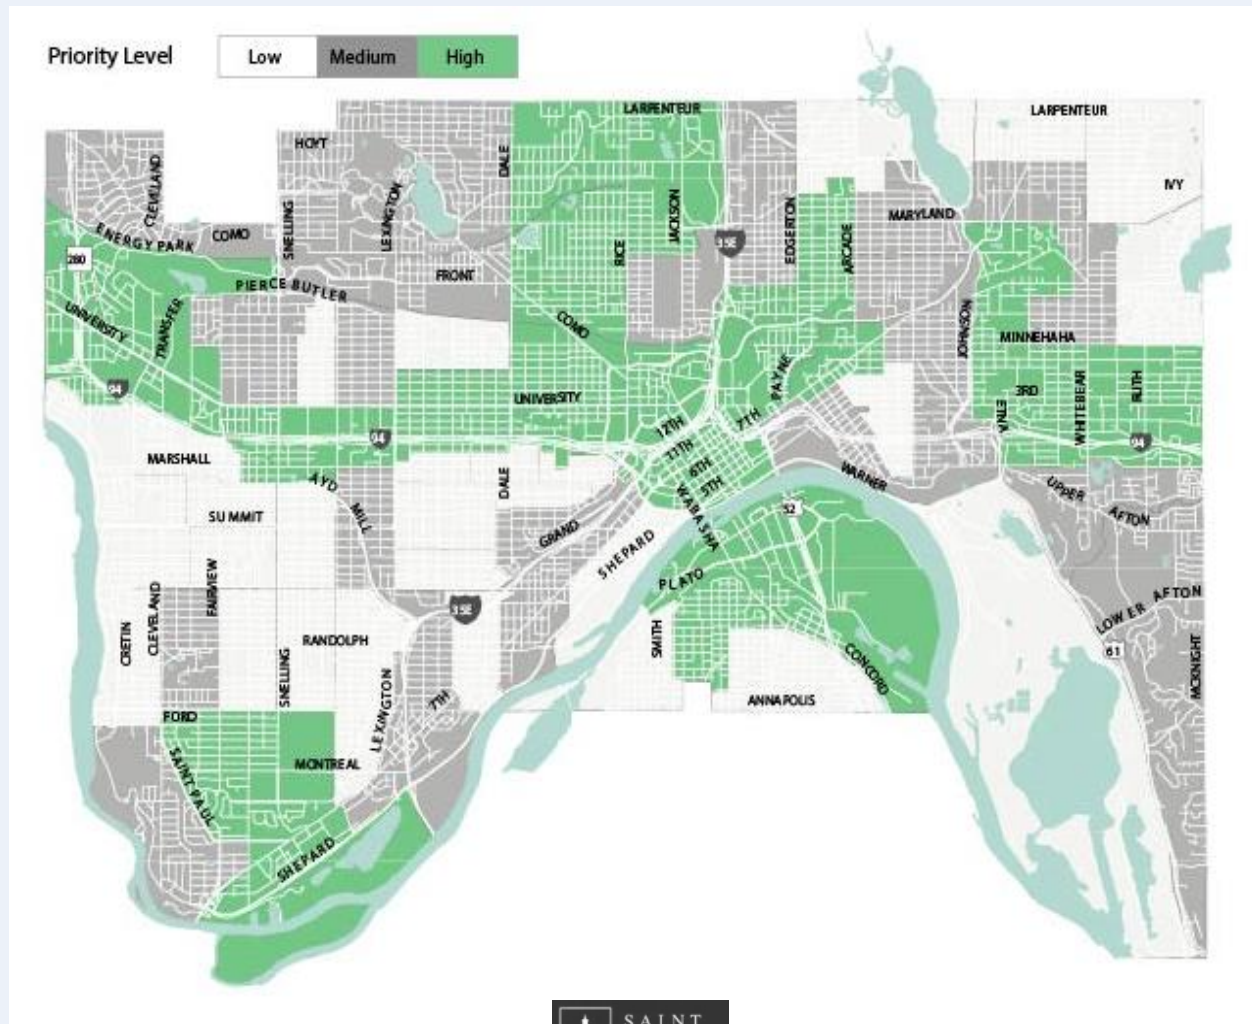 Priority Level
Low
Medium
High
LARPENTEUR
LARPENTEUR
HOYT
DALE
CLEVELAND
LEXINGTON
IVY
SNELLING
JACKSON
EDGERTON
ARCADE
MARYLAND
RICE
ENERGY PARK
COMO
35E
280
FRONT
PIERCE BUTLER
UNIVERSITY
TRANSFER
COMO
JOHNSON
MINNEHAHA
94
UNIVERSITY
PAYNE
3RD
WHITEBEAR
RUTH
ETNA
12TH
7TH
11TH
94
94
6TH
5TH
MARSHALL
AYD
MILL
DALE
WARNER
UPPER
AFTON
WABASHA
52
SUMMIT
GRAND
SHEPARD
PLATO
FAIRVIEW
CLEVELAND
CRETIN
35E
LOWER AFTON
RANDOLPH
SMITH
CONCORD
61
MCKNIGHT
SNELLING
LEXINGTON
7TH
ANNAPOLIS
FORD
SAINT PAUL
MONTREAL
SHEPARD
SAINT